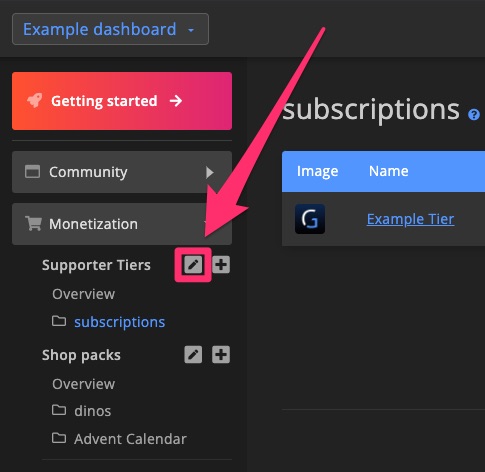 Example dashboard
Getting started
subscriptions
Community
Image Name
Monetization
G Example Tier
Supporter Tiers
Overview
subscriptions
Shop packs
Overview
dinos
Advent Calendar